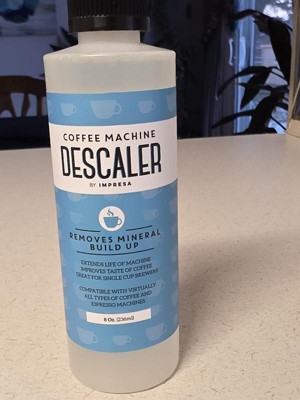 COFFEE MACHINE
DESCALER
BY IMPRESA
REMOVES MINERAL
BUILD UP
EXTENDS LIFE OF MACHINE
IMPROVES TASTE OF COFFEE
GREAT FOR SINGLE CUP BREWERS
COMPATIBLE WITH VIRTUALLY
ALL TYPES OF COFFEE AND
ESPRESSO MACHINES
8 Oz. (236ml)